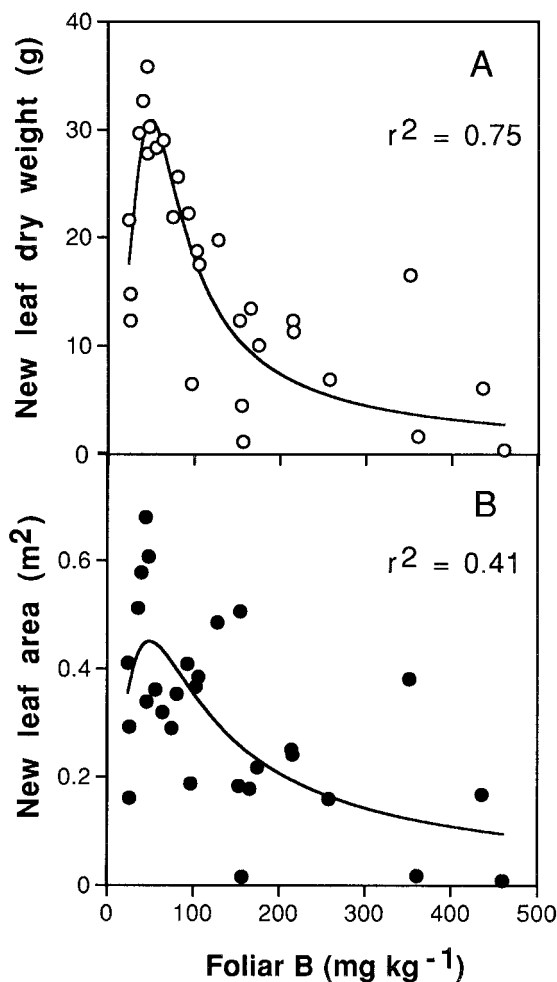 40
30
20
10
0
New leaf dry weight (g)
A
r2 = 0.75
0.6
0.4
0.2
0
New leaf area (m2)
B
r2 = 0.41
0 100 200 300 400 500
Foliar B (mg kg-1)